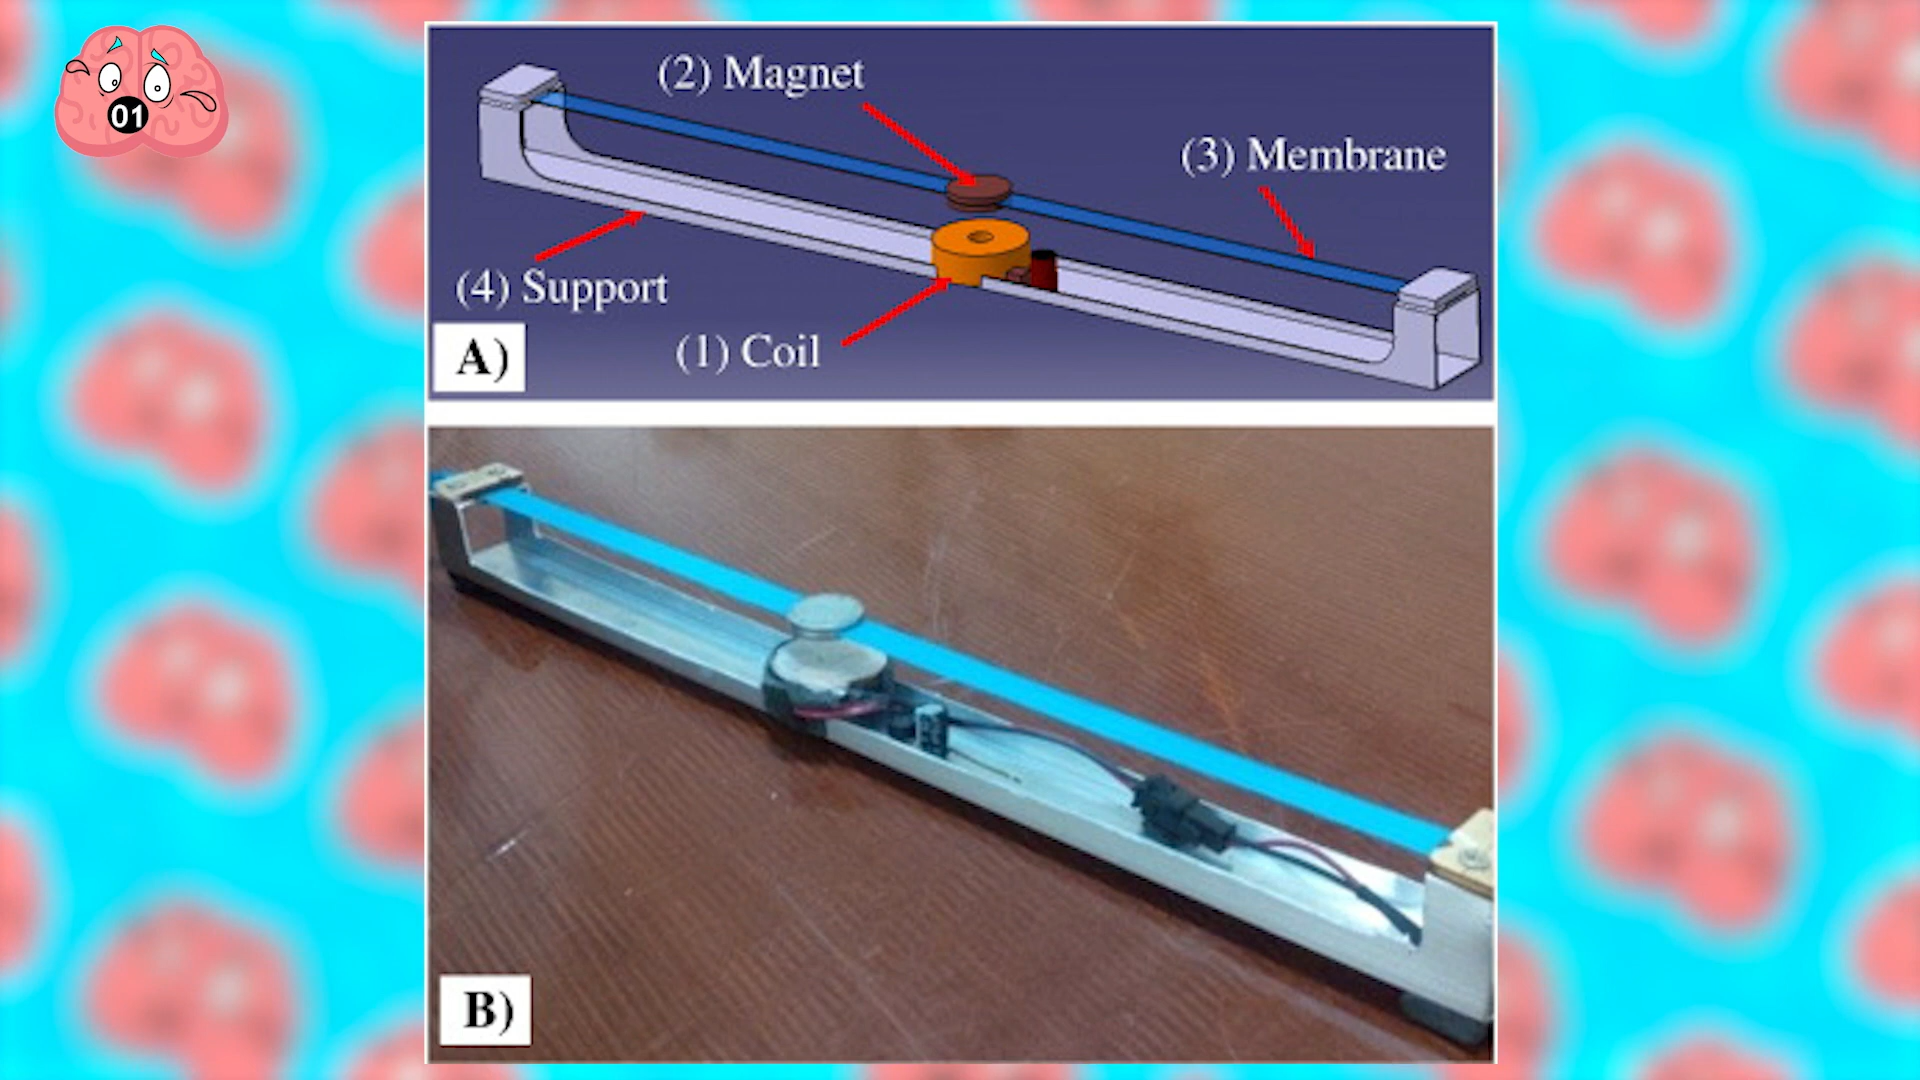 01
(2) Magnet
(3) Membrane
(4) Support
(1) Coil
A)
B)